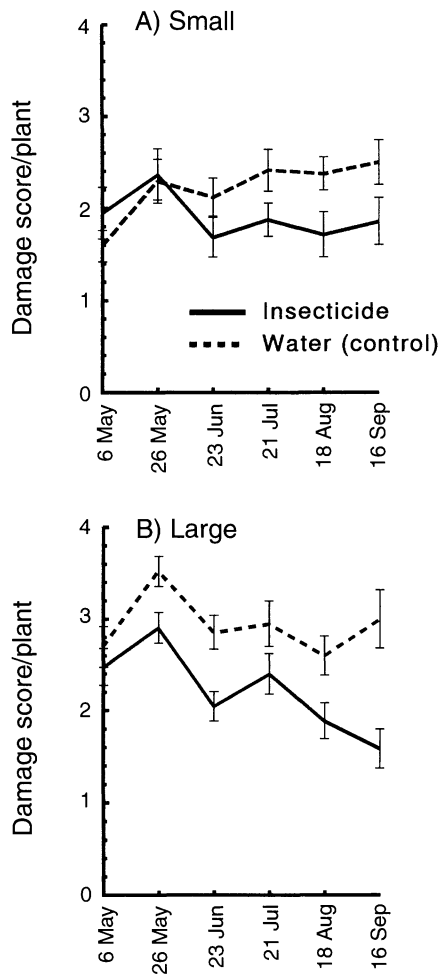 A) Small
4
3
2
1
0
Damage score/plant
Insecticide
Water (control)
6 May
26 May
23 Jun
21 Jul
18 Aug
16 Sep
B) Large
4
3
2
1
0
Damage score/plant
6 May
26 May
23 Jun
21 Jul
18 Aug
16 Sep